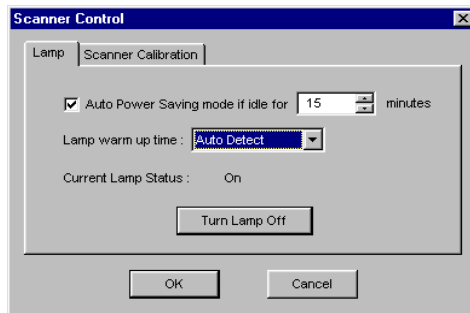 Scanner Control
Lamp Scanner Calibration
Auto Power Saving mode if idle for 15 minutes
Lamp warm up time : Auto Detect
Current Lamp Status : On
Turn Lamp Off
OK Cancel